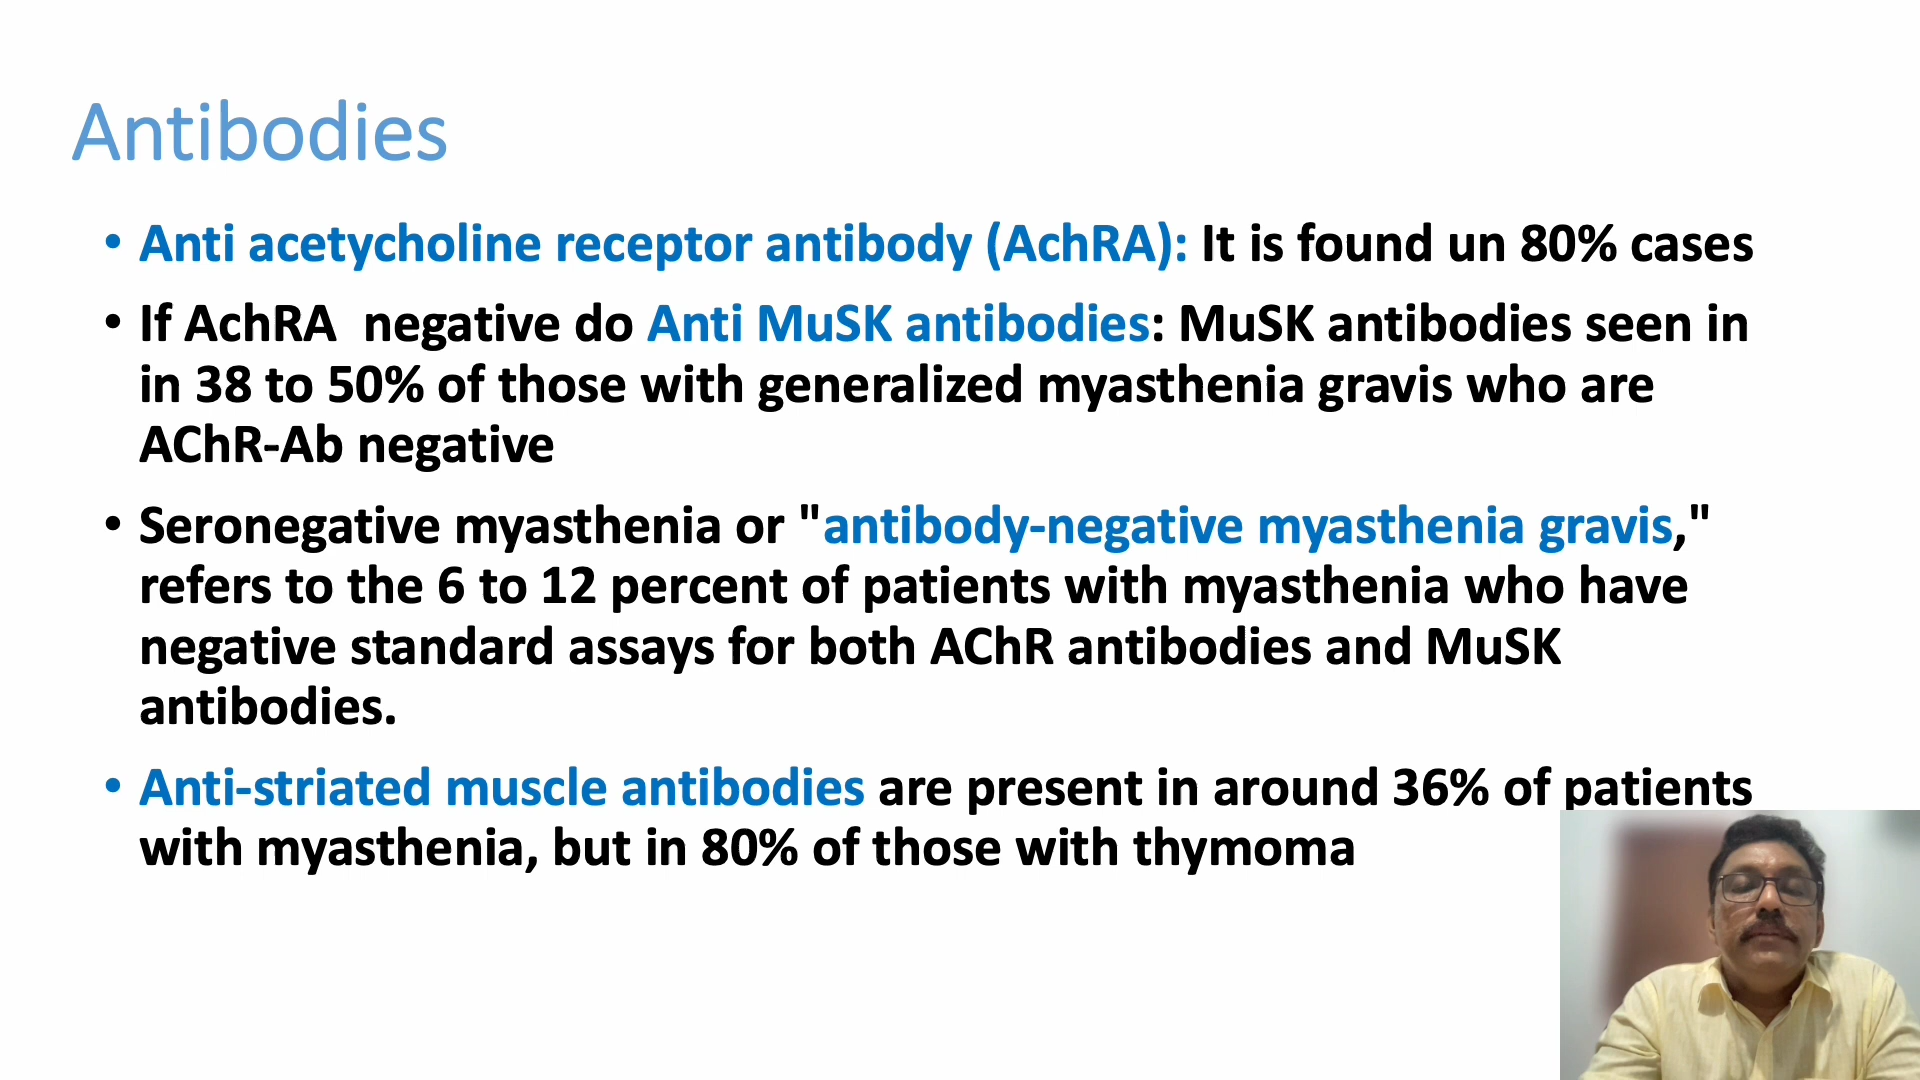 Antibodies
• Anti acetycholine receptor antibody (AchRA): It is found un 80% cases
• If AchRA  negative do Anti MuSK antibodies: MuSK antibodies seen in
in 38 to 50% of those with generalized myasthenia gravis who are
AChR-Ab negative
• Seronegative myasthenia or "antibody-negative myasthenia gravis,"
refers to the 6 to 12 percent of patients with myasthenia who have
negative standard assays for both AChR antibodies and MuSK
antibodies.
• Anti-striated muscle antibodies are present in around 36% of patients
with myasthenia, but in 80% of those with thymoma